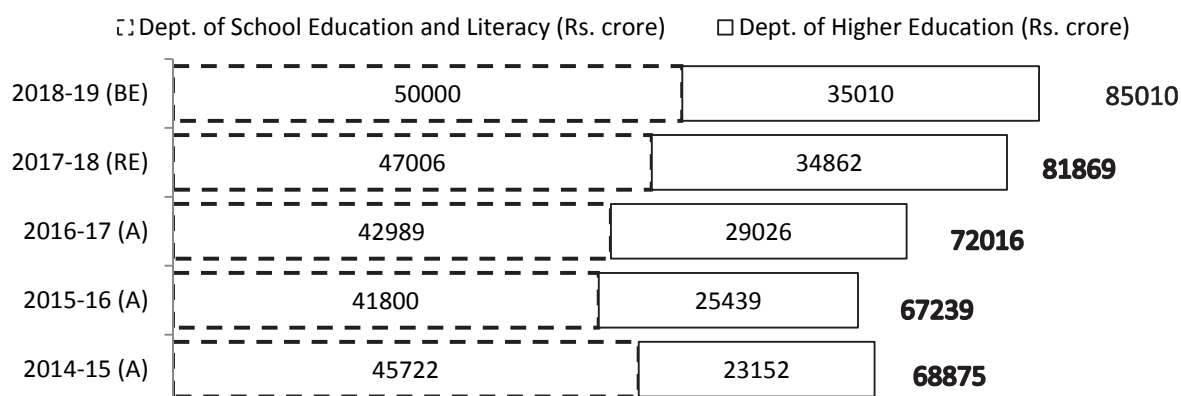 Dept. of School Education and Literacy (Rs. crore) Dept. of Higher Education (Rs. crore)
2018-19 (BE) 50000 35010 85010
2017-18 (RE) 47006 34862 81869
2016-17 (A) 42989 29026 72016
2015-16 (A) 41800 25439 67239
2014-15 (A) 45722 23152 68875